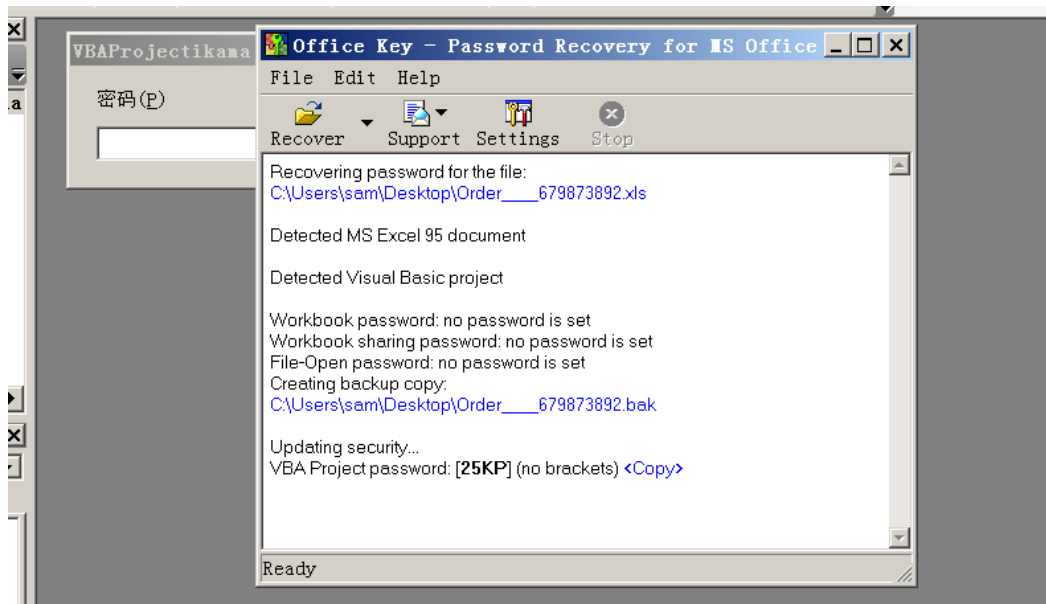 VBAProjectikama
密码(P)
Office Key - Password Recovery for MS Office
File Edit Help
Recover Support Settings Stop
Recovering password for the file:
C:\Users\sam\Desktop\Order____679873892.xls
Detected MS Excel 95 document
Detected Visual Basic project
Workbook password: no password is set
Workbook sharing password: no password is set
File-Open password: no password is set
Creating backup copy:
C:\Users\sam\Desktop\Order____679873892.bak
Updating security...
VBA Project password: [25KP] (no brackets) <Copy>
Ready